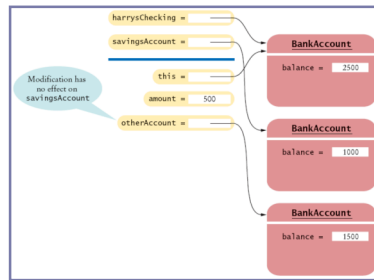 harrysChecking =
BankAccount
savingsAccount =
balance = 2500
Modification has
no effect on
savingsAccount
this =
amount = 500
otherAccount =
BankAccount
balance = 1000
BankAccount
balance = 1500